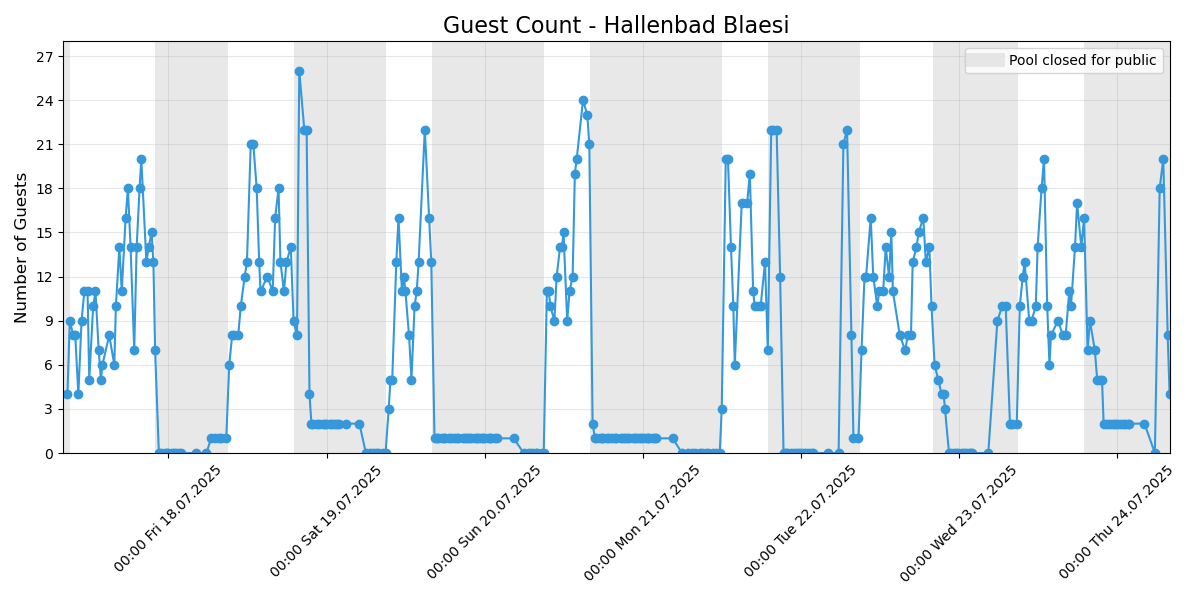 Guest Count - Hallenbad Blaesi
Pool closed for public
Number of Guests
27
24
21
18
15
12
9
6
3
0
00:00 Fri 18.07.2025
00:00 Sat 19.07.2025
00:00 Sun 20.07.2025
00:00 Mon 21.07.2025
00:00 Tue 22.07.2025
00:00 Wed 23.07.2025
00:00 Thu 24.07.2025